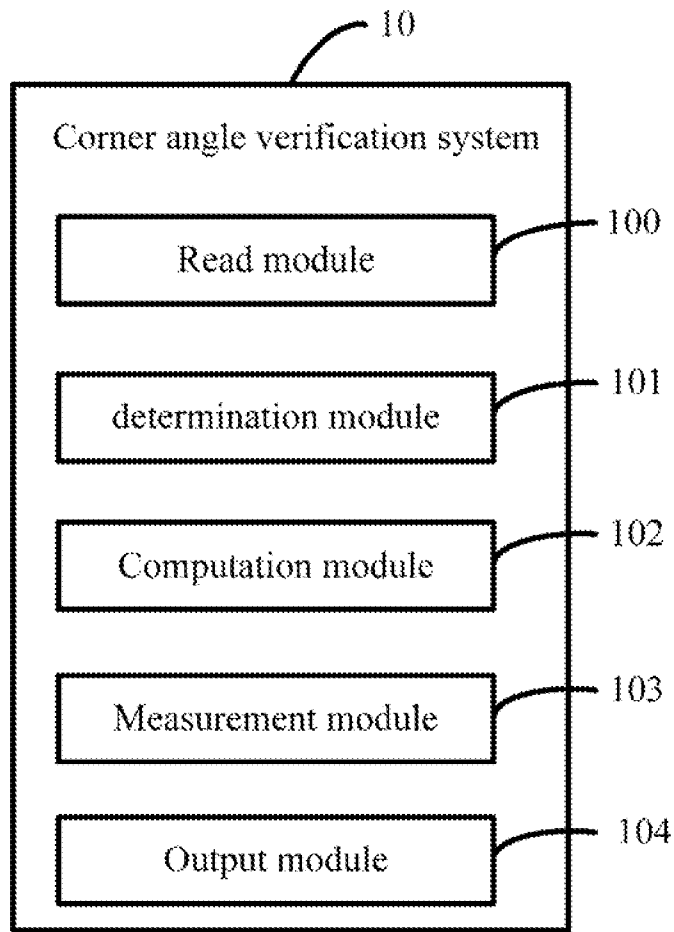 10
Corner angle verification system
Read module
100
determination module
101
Computation module
102
Measurement module
103
Output module
104